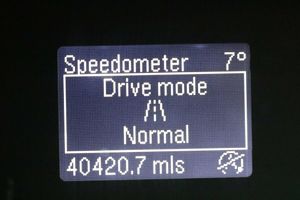 Speedometer 7°
Drive mode
Normal
40420.7 mls